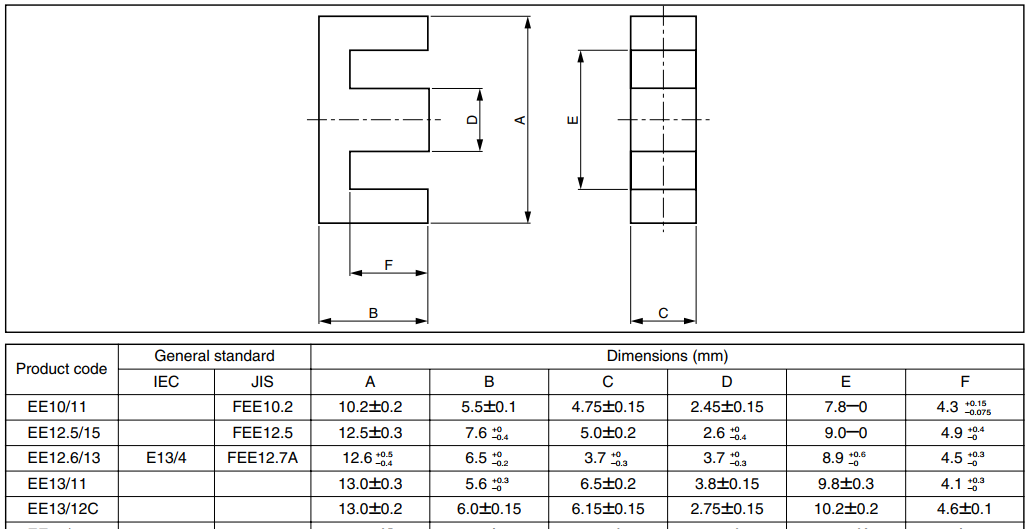 D
A
E
F
B
C
Product code
General standard
Dimensions (mm)
IEC
JIS
A
B
C
D
E
F
EE10/11 FEE10.2 10.2±0.2 5.5±0.1 4.75±0.15 2.45±0.15 7.8−0 4.3 +0.15 −0.075
EE12.5/15 FEE12.5 12.5±0.3 7.6 +0 −0.4 5.0±0.2 2.6 +0 −0.4 9.0−0 4.9 +0.4 −0
EE12.6/13 E13/4 FEE12.7A 12.6 +0.5 −0.4 6.5 +0 −0.2 3.7 +0 −0.3 3.7 +0 −0.3 8.9 +0.6 −0 4.5 +0.3 −0
EE13/11 13.0±0.3 5.6 +0.3 −0 6.5±0.2 3.8±0.15 9.8±0.3 4.1 +0.3 −0
EE13/12C 13.0±0.2 6.0±0.15 6.15±0.15 2.75±0.15 10.2±0.2 4.6±0.1